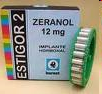 ESTIGOR 2
ZERANOL
12 mg
IMPLANTE
HORMONAL